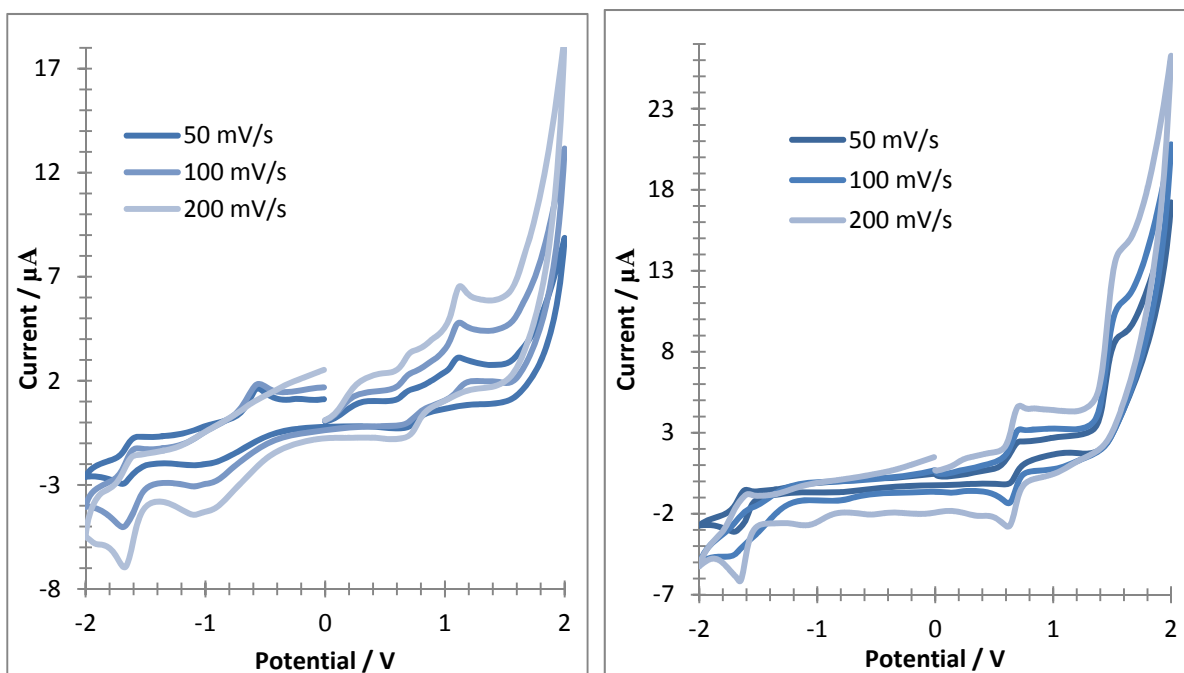 17
12
7
2
-3
-8
Current / µA
50 mV/s
100 mV/s
200 mV/s
-2 -1 0 1 2
Potential / V
23
18
13
8
3
-2
-7
Current / µA
50 mV/s
100 mV/s
200 mV/s
-2 -1 0 1 2
Potential / V